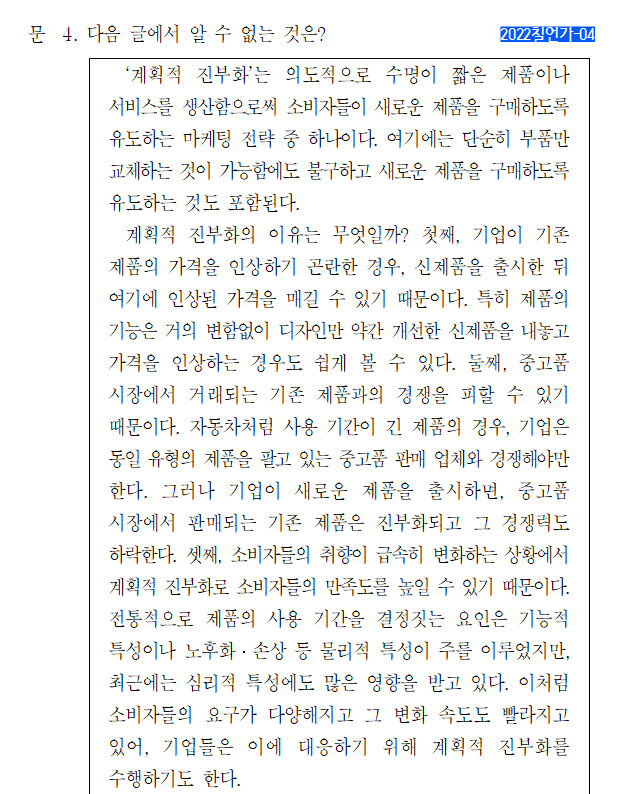 문 4. 다음 글에서 알 수 없는 것은? 2022칠언가-04
‘계획적 진부화’는 의도적으로 수명이 짧은 제품이나
서비스를 생산함으로써 소비자들이 새로운 제품을 구매하도록
유도하는 마케팅 전략 중 하나이다. 여기에는 단순히 부품만
교체하는 것이 가능함에도 불구하고 새로운 제품을 구매하도록
유도하는 것도 포함된다.
계획적 진부화의 이유는 무엇일까? 첫째, 기업이 기존
제품의 가격을 인상하기 곤란한 경우, 신제품을 출시한 뒤
여기에 인상된 가격을 매길 수 있기 때문이다. 특히 제품의
기능은 거의 변함없이 디자인만 약간 개선한 신제품을 내놓고
가격을 인상하는 경우도 쉽게 볼 수 있다. 둘째, 중고품
시장에서 거래되는 기존 제품과의 경쟁을 피할 수 있기
때문이다. 자동차처럼 사용 기간이 긴 제품의 경우, 기업은
동일 유형의 제품을 팔고 있는 중고품 판매 업체와 경쟁해야만
한다. 그러나 기업이 새로운 제품을 출시하면, 중고품
시장에서 판매되는 기존 제품은 진부화되고 그 경쟁력도
하락한다. 셋째, 소비자들의 취향이 급속히 변화하는 상황에서
계획적 진부화로 소비자들의 만족도를 높일 수 있기 때문이다.
전통적으로 제품의 사용 기간을 결정짓는 요인은 기능적
특성이나 노후화·손상 등 물리적 특성이 주를 이루었지만,
최근에는 심리적 특성에도 많은 영향을 받고 있다. 이처럼
소비자들의 요구가 다양해지고 그 변화 속도도 빨라지고
있어, 기업들은 이에 대응하기 위해 계획적 진부화를
수행하기도 한다.